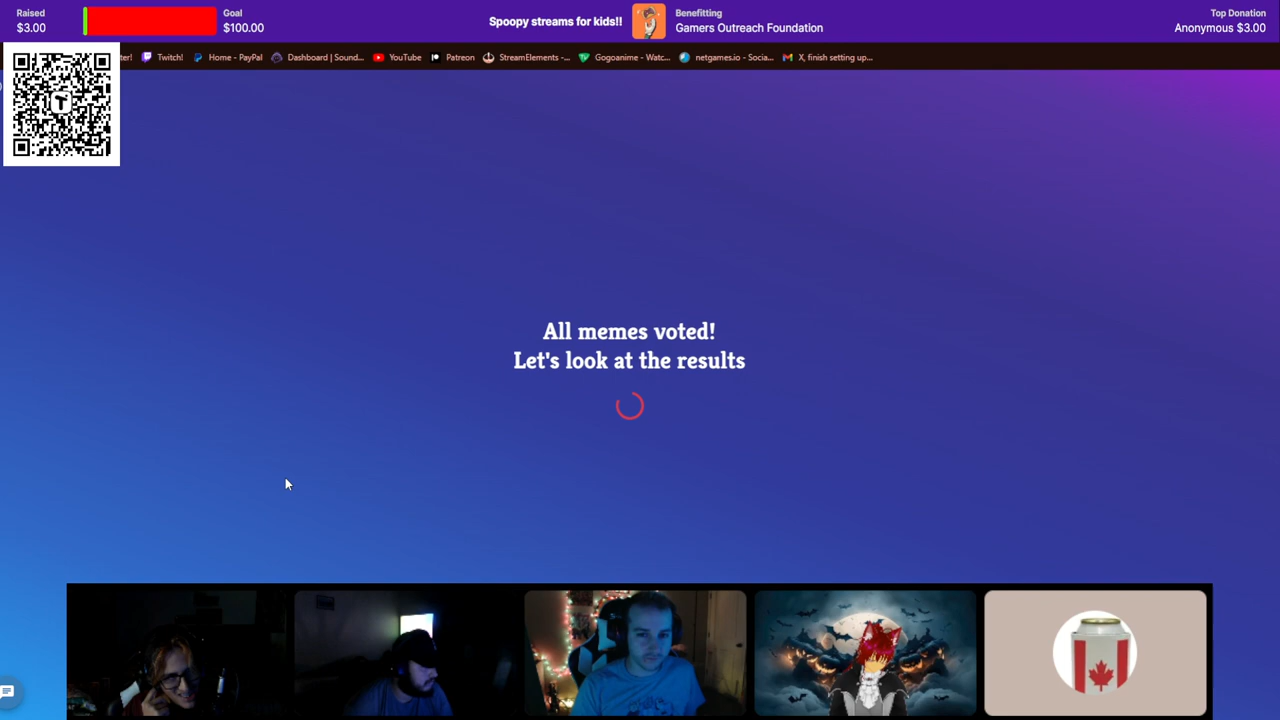 Raised
$3.00
Goal
$100.00
Spoopy streams for kids!!
Benefitting
Gamers Outreach Foundation
Top Donation
Anonymous $3.00
ter!
Twitch!
Home - PayPal
Dashboard | Sound...
YouTube
Patreon
StreamElements -...
Gogoanime - Watc...
netgames.io - Socia...
X, finish setting up...
All memes voted!
Let's look at the results